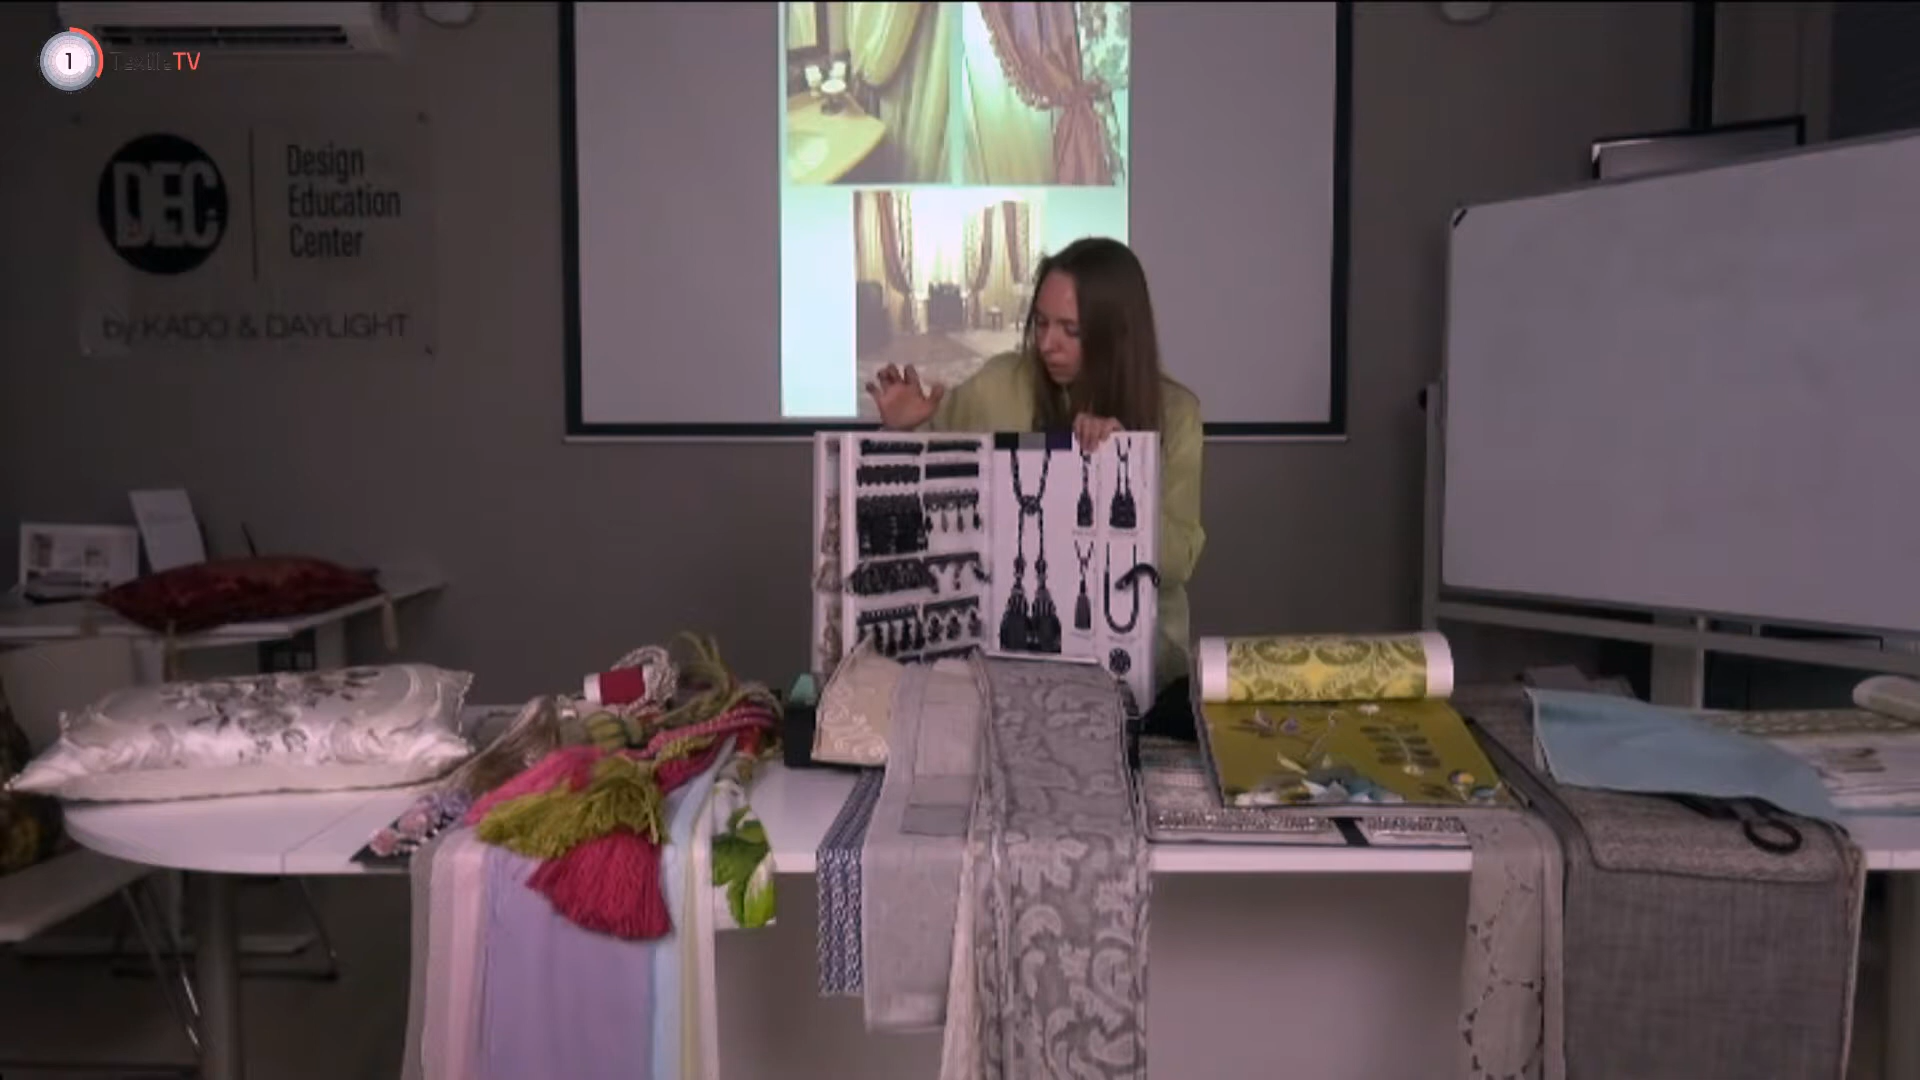 1 TextileTV
DEC
Design
Education
Center
by KADO & DAYLIGHT